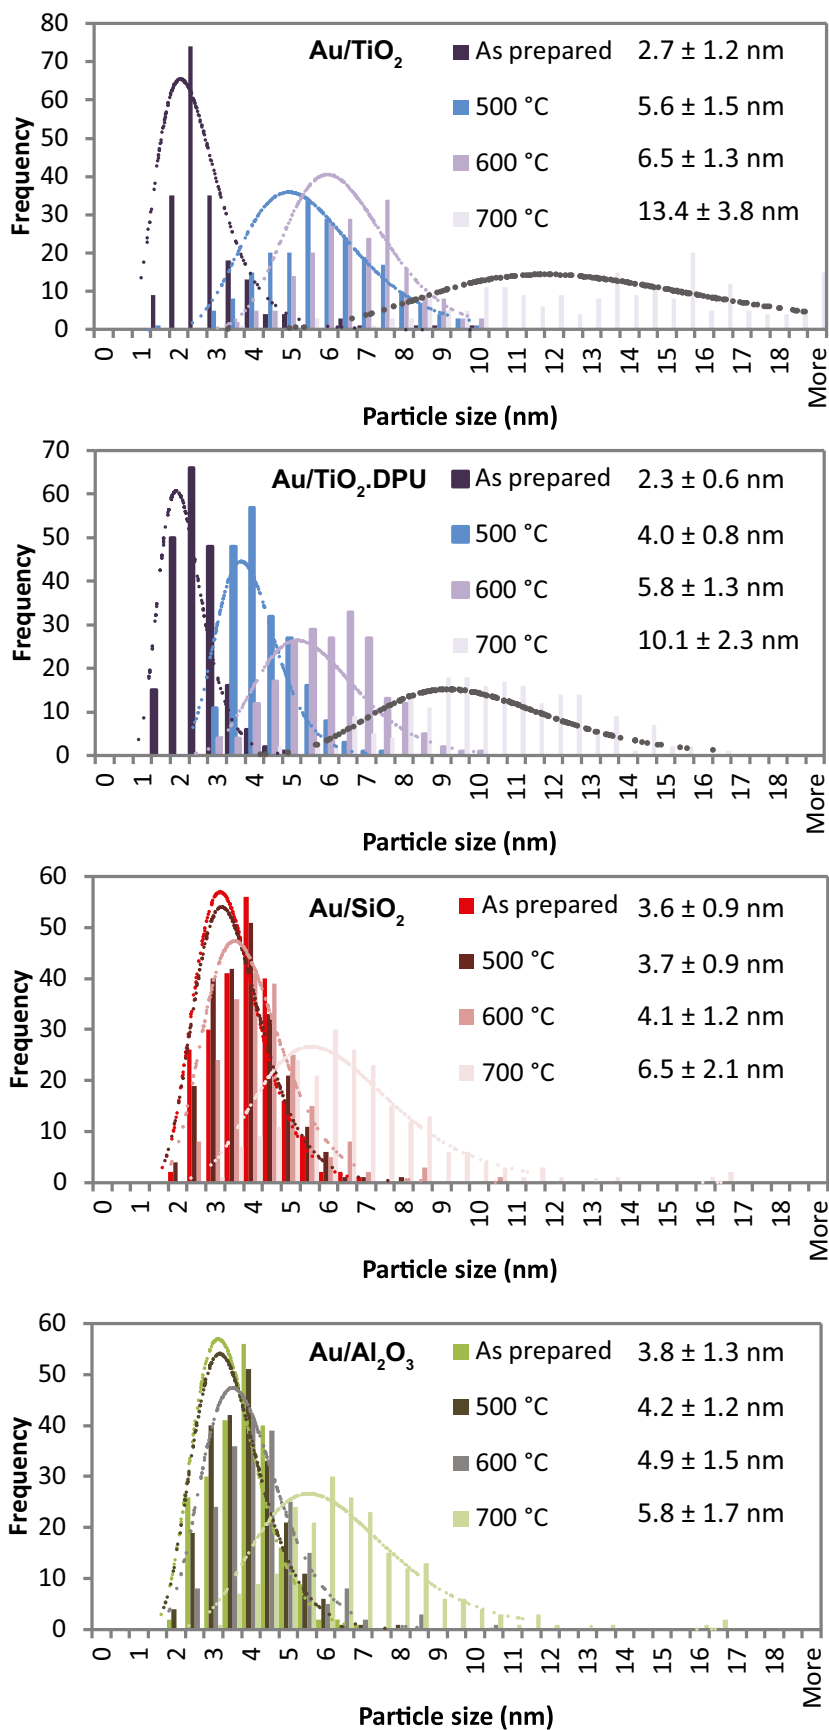 80
70
60
50
40
30
20
10
0
Frequency
Au/TiO₂
As prepared 2.7 ± 1.2 nm
500 °C 5.6 ± 1.5 nm
600 °C 6.5 ± 1.3 nm
700 °C 13.4 ± 3.8 nm
0 1 2 3 4 5 6 7 8 9 10 11 12 13 14 15 16 17 18 More
Particle size (nm)
70
60
50
40
30
20
10
0
Frequency
Au/TiO₂.DPU
As prepared 2.3 ± 0.6 nm
500 °C 4.0 ± 0.8 nm
600 °C 5.8 ± 1.3 nm
700 °C 10.1 ± 2.3 nm
0 1 2 3 4 5 6 7 8 9 10 11 12 13 14 15 16 17 18 More
Particle size (nm)
60
50
40
30
20
10
0
Frequency
Au/SiO₂
As prepared 3.6 ± 0.9 nm
500 °C 3.7 ± 0.9 nm
600 °C 4.1 ± 1.2 nm
700 °C 6.5 ± 2.1 nm
0 1 2 3 4 5 6 7 8 9 10 11 12 13 14 15 16 17 18 More
Particle size (nm)
60
50
40
30
20
10
0
Frequency
Au/Al₂O₃
As prepared 3.8 ± 1.3 nm
500 °C 4.2 ± 1.2 nm
600 °C 4.9 ± 1.5 nm
700 °C 5.8 ± 1.7 nm
0 1 2 3 4 5 6 7 8 9 10 11 12 13 14 15 16 17 18 More
Particle size (nm)